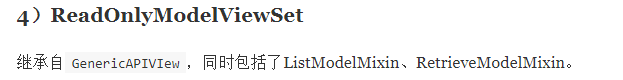 4）ReadOnlyModelViewSet
继承自 GenericAPIVIew ，同时包括了ListModelMixin、RetrieveModelMixin。